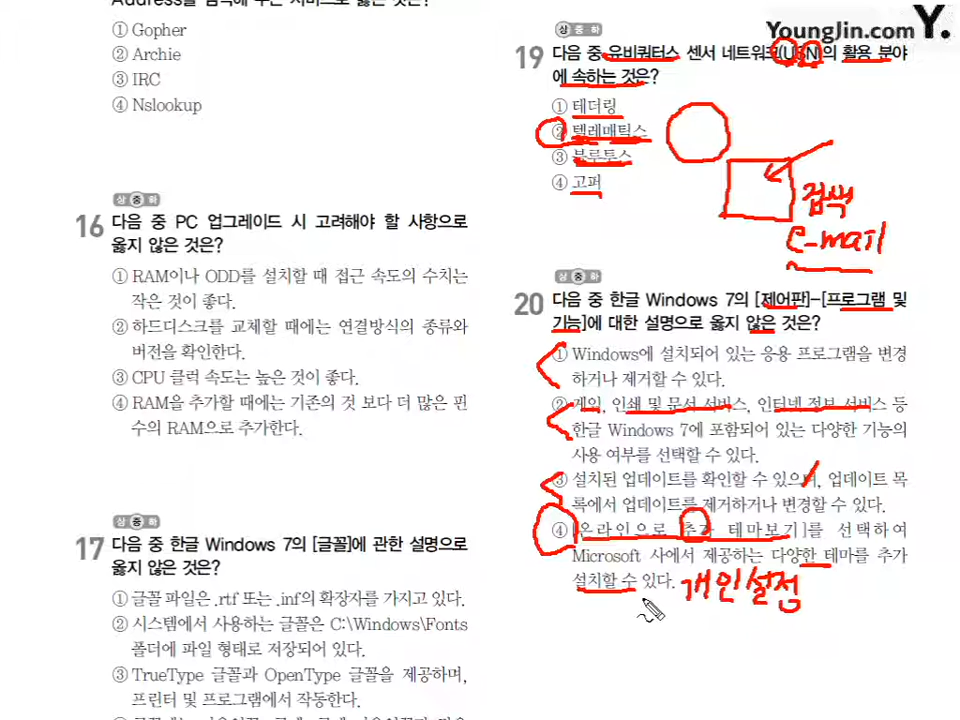 ① Gopher
② Archie
③ IRC
④ Nslookup
상 중 하
16 다음 중 PC 업그레이드 시 고려해야 할 사항으로
옳지 않은 것은?
① RAM이나 ODD를 설치할 때 접근 속도의 수치는
작은 것이 좋다.
② 하드디스크를 교체할 때에는 연결방식의 종류와
버전을 확인한다.
③ CPU 클럭 속도는 높은 것이 좋다.
④ RAM을 추가할 때에는 기존의 것 보다 더 많은 핀
수의 RAM으로 추가한다.
상 중 하
17 다음 중 한글 Windows 7의 [글꼴]에 관한 설명으로
옳지 않은 것은?
① 글꼴 파일은 .rtf 또는 .inf의 확장자를 가지고 있다.
② 시스템에서 사용하는 글꼴은 C:\Windows\Fonts
폴더에 파일 형태로 저장되어 있다.
③ TrueType 글꼴과 OpenType 글꼴을 제공하며,
프린터 및 프로그램에서 작동한다.
YoungJin.com Y.
상 중 하
19 다음 중 유비쿼터스 센서 네트워크(USN)의 활용 분야
에 속하는 것은?
① 테더링
② 텔레매틱스
③ 블루투스
④ 고퍼
검색
e-mail
상 중 하
20 다음 중 한글 Windows 7의 [제어판]-[프로그램 및
기능]에 대한 설명으로 옳지 않은 것은?
① Windows에 설치되어 있는 응용 프로그램을 변경
하거나 제거할 수 있다.
② 게임, 인쇄 및 문서 서비스, 인터넷 정보 서비스 등
한글 Windows 7에 포함되어 있는 다양한 기능의
사용 여부를 선택할 수 있다.
③ 설치된 업데이트를 확인할 수 있으며, 업데이트 목
록에서 업데이트를 제거하거나 변경할 수 있다.
④ [온라인으로 추가 테마보기]를 선택하여
Microsoft 사에서 제공하는 다양한 테마를 추가
설치할 수 있다.
개인설정